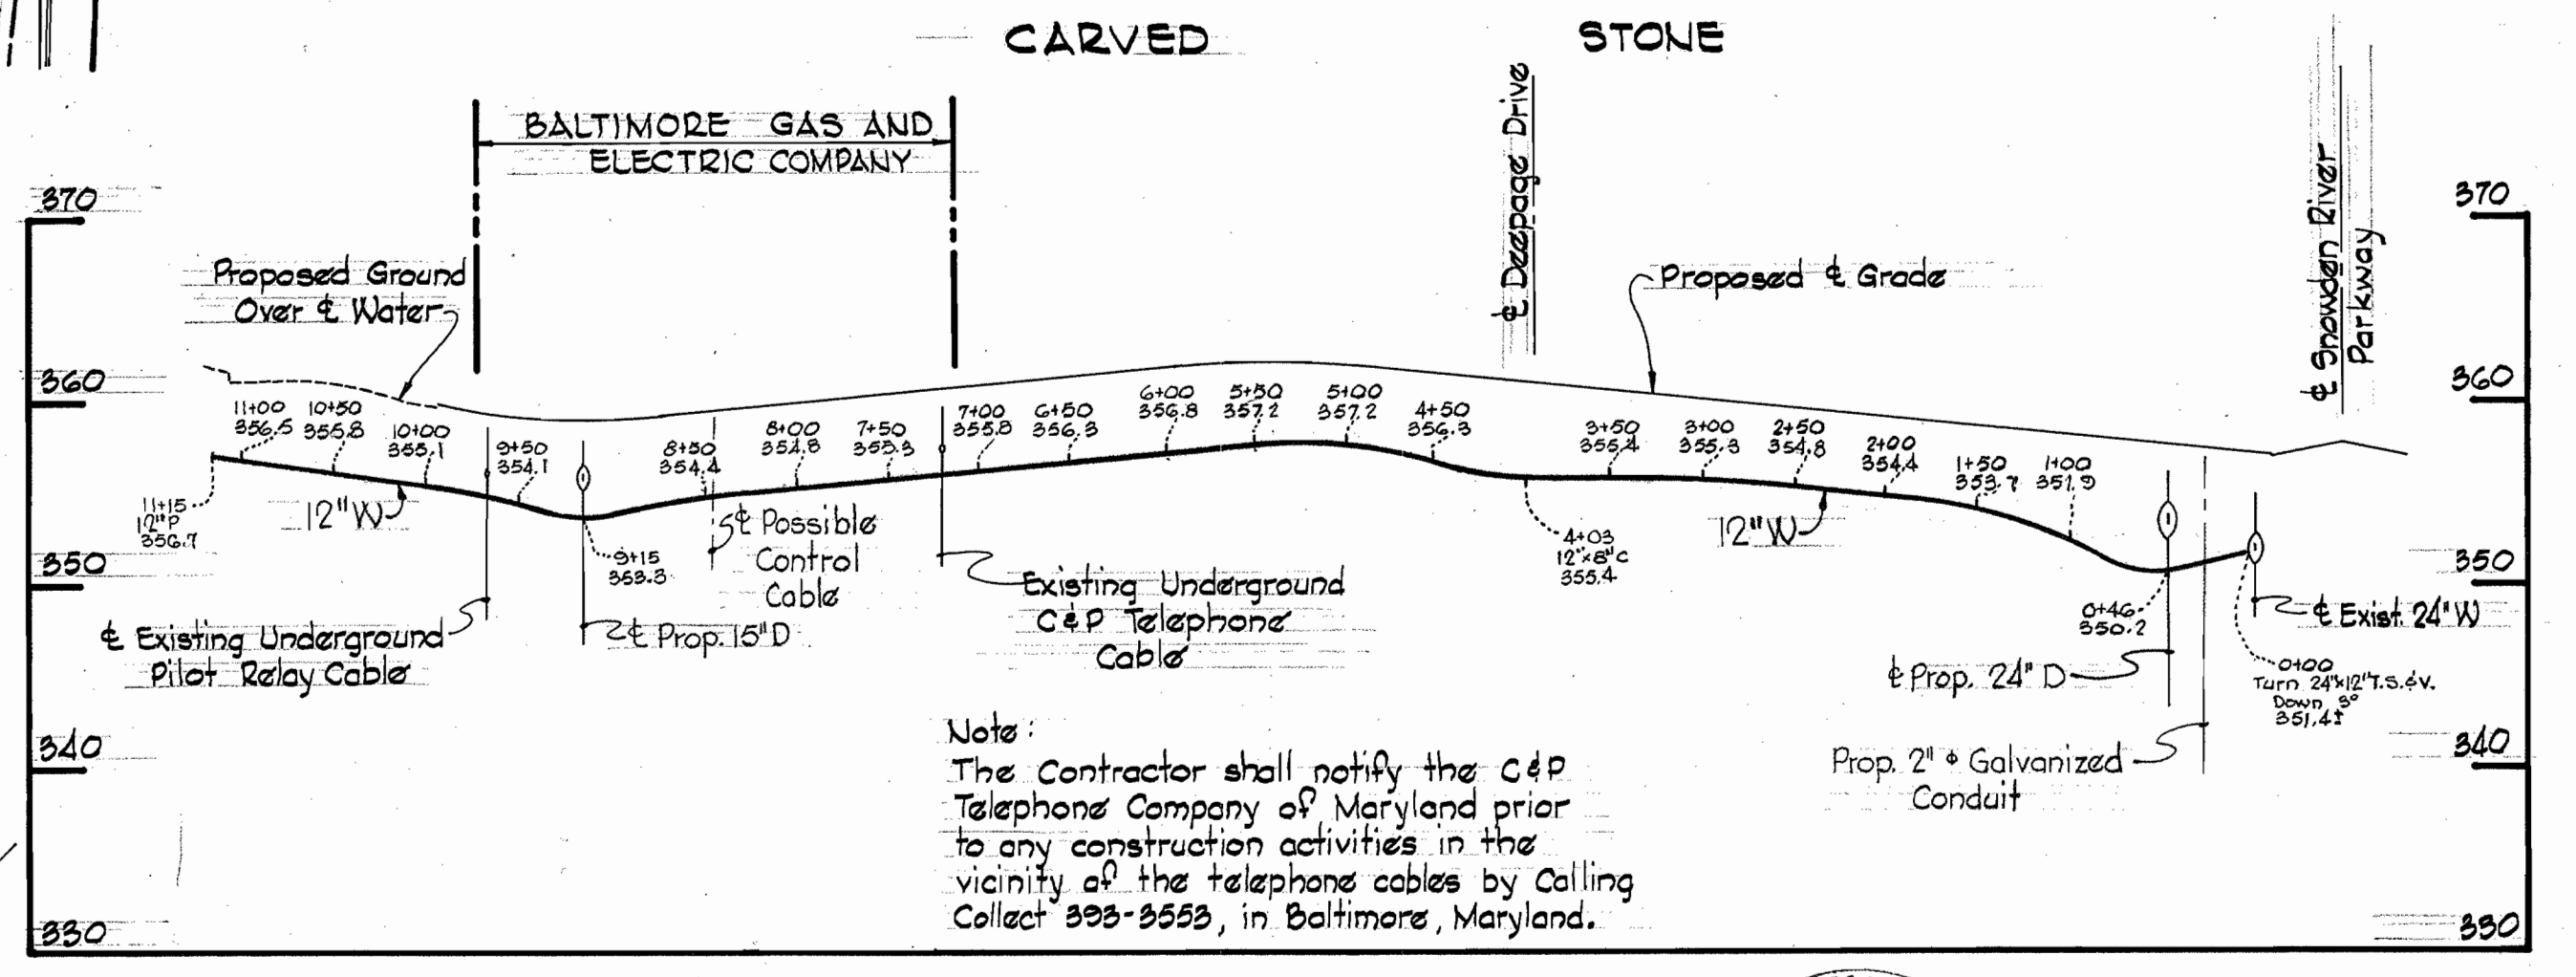 CARVED STONE
BALTIMORE GAS AND
ELECTRIC COMPANY
℄ Deepage Drive
℄ Snowden River
Parkway
370
370
Proposed Ground
Over ℄ Water
Proposed ℄ Grade
360
360
11+00
356.5
10+50
355.8
10+00
355.1
9+50
354.1
8+50
354.4
8+00
354.8
7+50
355.3
7+00
355.8
6+50
356.3
6+00
356.8
5+50
357.2
5+00
357.2
4+50
356.3
3+50
355.4
3+00
355.3
2+50
354.8
2+00
354.4
1+50
353.7
1+00
351.9
11+15
12"P
356.7
12"W
9+15
353.3
℄ Possible
Control
Cable
4+03
12"x8"C
355.4
12"W
350
350
℄ Existing Underground
Pilot Relay Cable
℄ Prop. 15"D
Existing Underground
C&P Telephone
Cable
0+46
350.2
℄ Exist. 24"W
℄ Prop. 24"D
0+00
Turn 24"x12"T.S.&V.
Down 3°
351.4±
Prop. 2" φ Galvanized
Conduit
340
340
Note:
The Contractor shall notify the C&P
Telephone Company of Maryland prior
to any construction activities in the
vicinity of the telephone cables by Calling
Collect 393-3553, in Baltimore, Maryland.
330
330